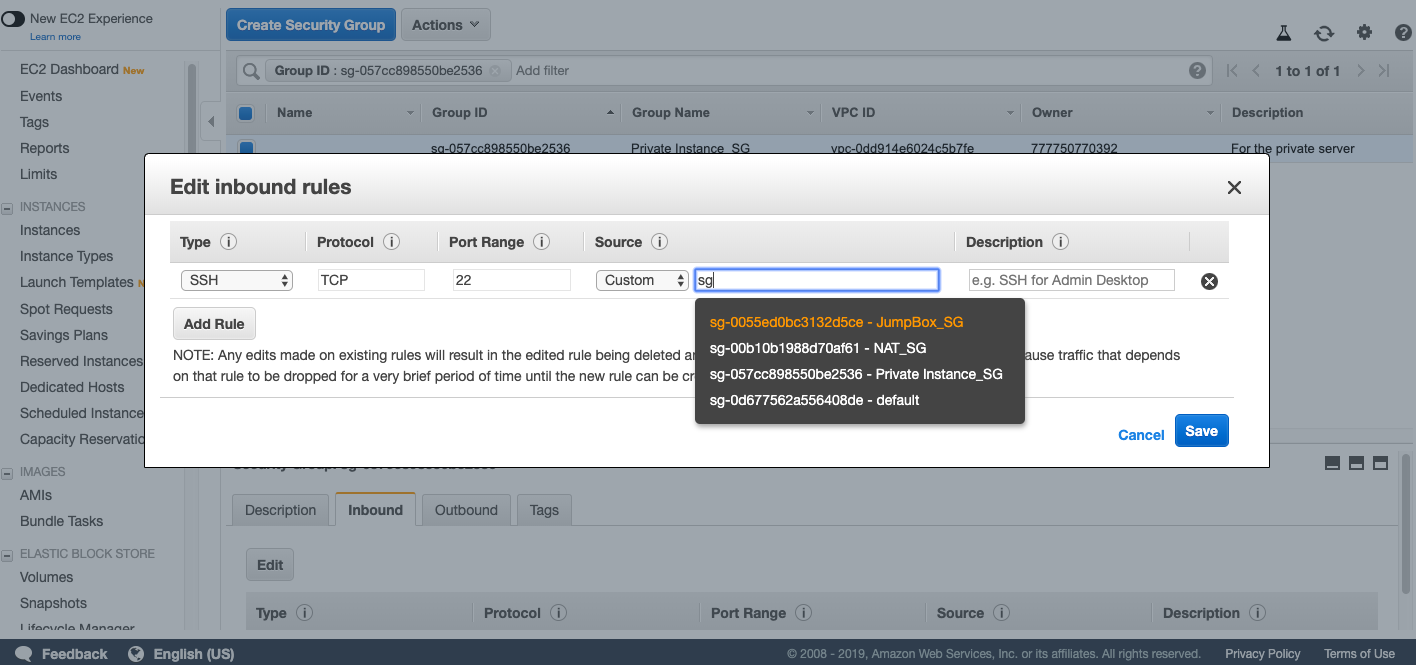 New EC2 Experience
Learn more
EC2 Dashboard New
Events
Tags
Reports
Limits
INSTANCES
Instances
Instance Types
Launch Templates
Spot Requests
Savings Plans
Reserved Instances
Dedicated Hosts
Scheduled Instance
Capacity Reservatio
IMAGES
AMIs
Bundle Tasks
ELASTIC BLOCK STORE
Volumes
Snapshots
Lifecycle Manager
Create Security Group Actions
Group ID : sg-057cc898550be2536 Add filter
1 to 1 of 1
Name Group ID Group Name VPC ID Owner Description
sg-057cc898550be2536 Private Instance_SG vpc-0dd914e6024c5b7fe 777750770392 For the private server
Edit inbound rules
Type Protocol Port Range Source Description
SSH TCP 22 Custom sg e.g. SSH for Admin Desktop
sg-0055ed0bc3132d5ce - JumpBox_SG
sg-00b10b1988d70af61 - NAT_SG
sg-057cc898550be2536 - Private Instance_SG
sg-0d677562a556408de - default
Add Rule
NOTE: Any edits made on existing rules will result in the edited rule being deleted an ause traffic that depends
on that rule to be dropped for a very brief period of time until the new rule can be cr
Cancel Save
Security Group: sg-057cc898550be2536
Description Inbound Outbound Tags
Edit
Type Protocol Port Range Source Description
Feedback English (US) © 2008 - 2019, Amazon Web Services, Inc. or its affiliates. All rights reserved. Privacy Policy Terms of Use